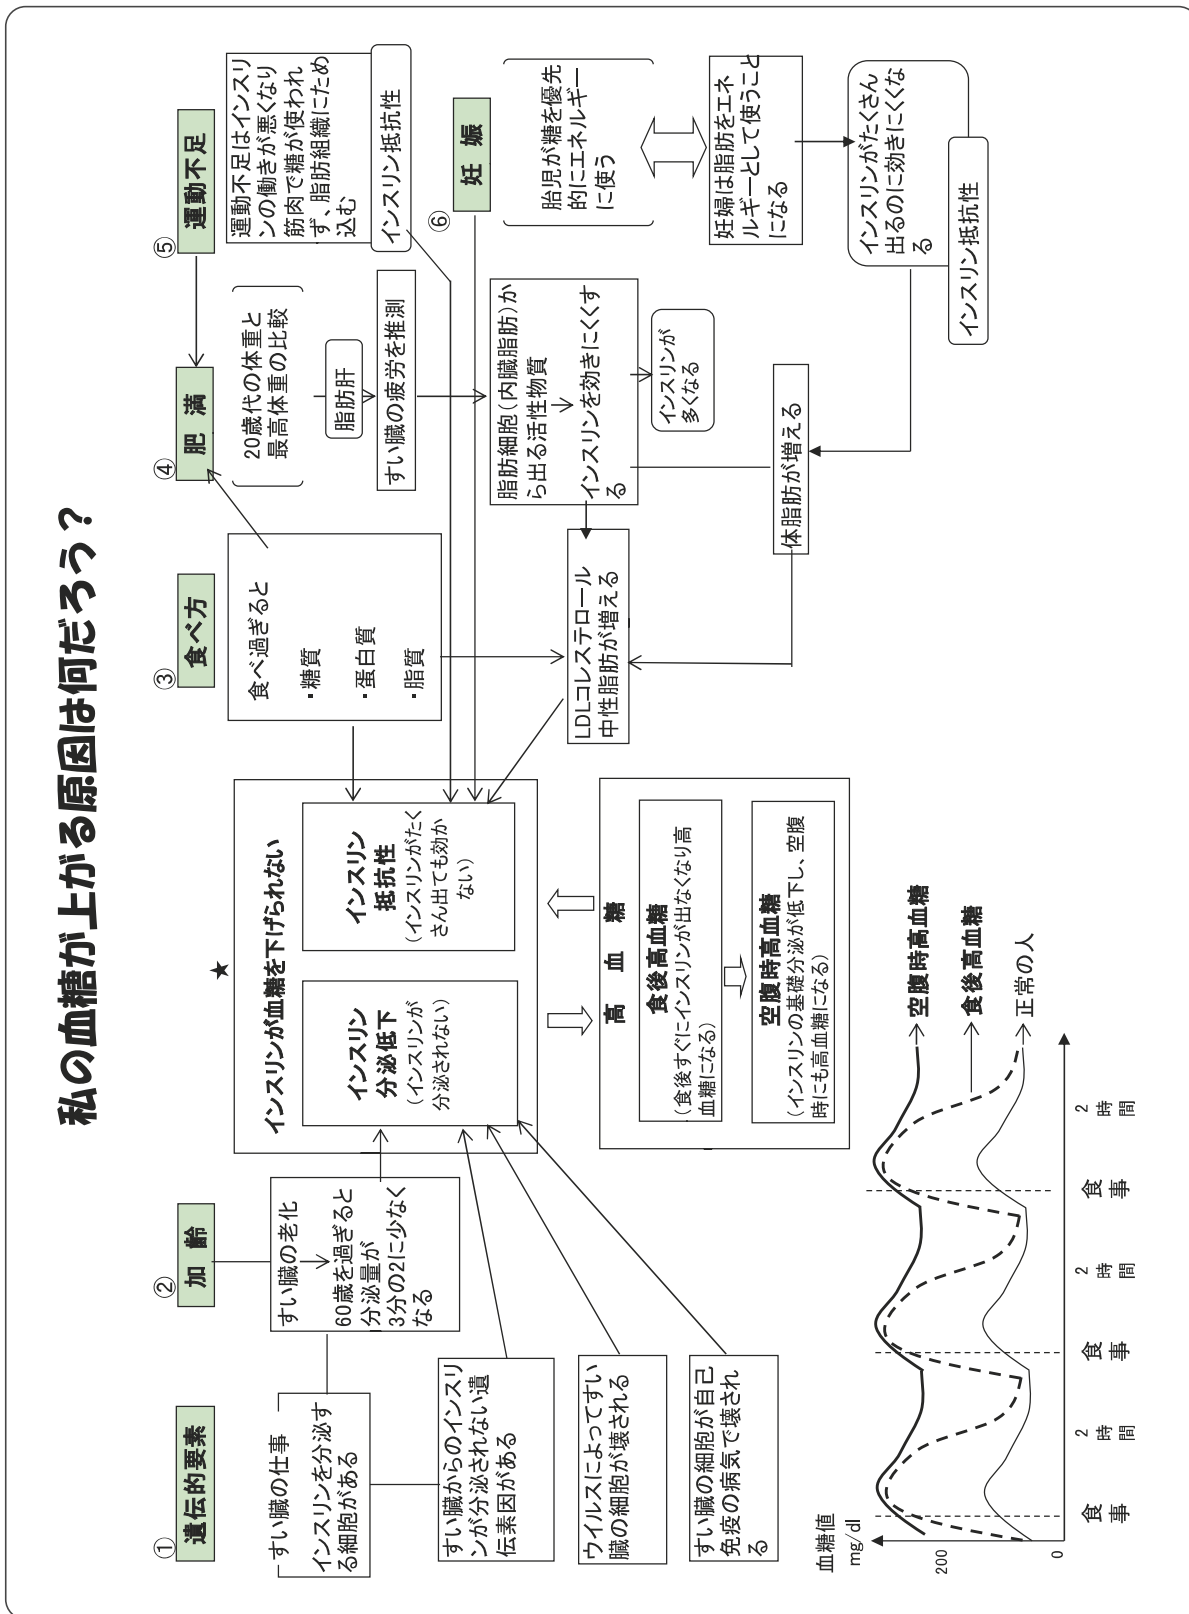 私の血糖が上がる原因は何だろう？
①
遺伝的要素
すい臓の仕事
インスリンを分泌す
る細胞がある
すい臓からのインスリ
ンが分泌されない遺
伝素因がある
ウイルスによってすい
臓の細胞が壊される
すい臓の細胞が自己
免疫の病気で壊され
る
②
加齢
すい臓の老化
60歳を過ぎると
分泌量が
3分の2に少なく
なる
★
インスリンが血糖を下げられない
インスリン
分泌低下
（インスリンが
分泌されない）
インスリン
抵抗性
（インスリンがたく
さん出ても効か
ない）
高血糖
食後高血糖
（食後すぐにインスリンが出なくなり高
血糖になる）
空腹時高血糖
（インスリンの基礎分泌が低下し、空腹
時にも高血糖になる）
③
食べ方
食べ過ぎると
・糖質
・蛋白質
・脂質
LDLコレステロール
中性脂肪が増える
④
肥満
20歳代の体重と
最高体重の比較
脂肪肝
すい臓の疲労を推測
脂肪細胞（内臓脂肪）か
ら出る活性物質
インスリンを効きにくくす
る
インスリンが
多くなる
体脂肪が増える
⑤
運動不足
運動不足はインスリ
ンの働きが悪くなり
筋肉で糖が使われ
ず、脂肪組織にため
込む
インスリン抵抗性
⑥
妊娠
胎児が糖を優先
的にエネルギー
に使う
妊婦は脂肪をエネ
ルギーとして使うこと
になる
インスリンがたくさん
出るのに効きにくくな
る
インスリン抵抗性
血糖値
mg/dl
200
0
食事
2時間
食事
2時間
食事
2時間
空腹時高血糖
食後高血糖
正常の人